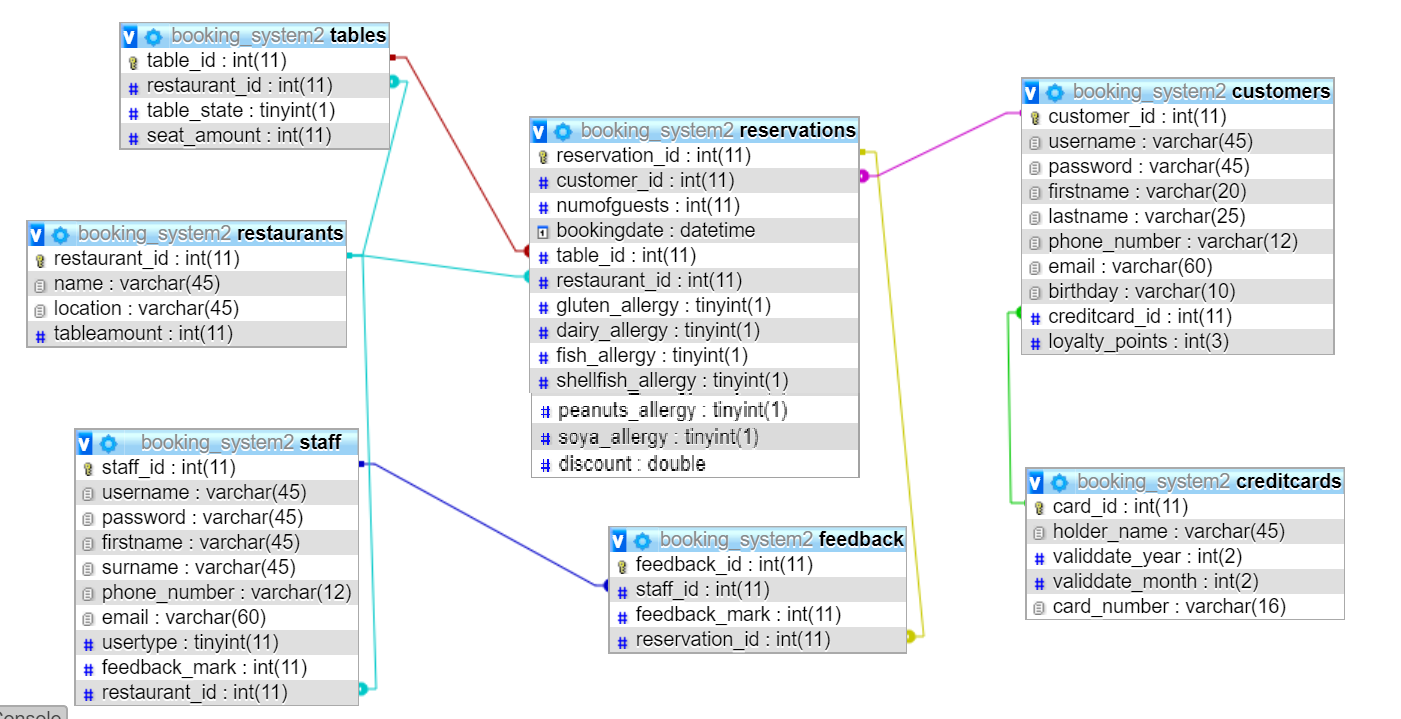 booking_system2 tables
table_id : int(11)
restaurant_id : int(11)
table_state : tinyint(1)
seat_amount : int(11)
booking_system2 restaurants
restaurant_id : int(11)
name : varchar(45)
location : varchar(45)
tableamount : int(11)
booking_system2 staff
staff_id : int(11)
username : varchar(45)
password : varchar(45)
firstname : varchar(45)
surname : varchar(45)
phone_number : varchar(12)
email : varchar(60)
usertype : tinyint(11)
feedback_mark : int(11)
restaurant_id : int(11)
booking_system2 reservations
reservation_id : int(11)
customer_id : int(11)
numofguests : int(11)
bookingdate : datetime
table_id : int(11)
restaurant_id : int(11)
gluten_allergy : tinyint(1)
dairy_allergy : tinyint(1)
fish_allergy : tinyint(1)
shellfish_allergy : tinyint(1)
peanuts_allergy : tinyint(1)
soya_allergy : tinyint(1)
discount : double
booking_system2 feedback
feedback_id : int(11)
staff_id : int(11)
feedback_mark : int(11)
reservation_id : int(11)
booking_system2 customers
customer_id : int(11)
username : varchar(45)
password : varchar(45)
firstname : varchar(20)
lastname : varchar(25)
phone_number : varchar(12)
email : varchar(60)
birthday : varchar(10)
creditcard_id : int(11)
loyalty_points : int(3)
booking_system2 creditcards
card_id : int(11)
holder_name : varchar(45)
validdate_year : int(2)
validdate_month : int(2)
card_number : varchar(16)